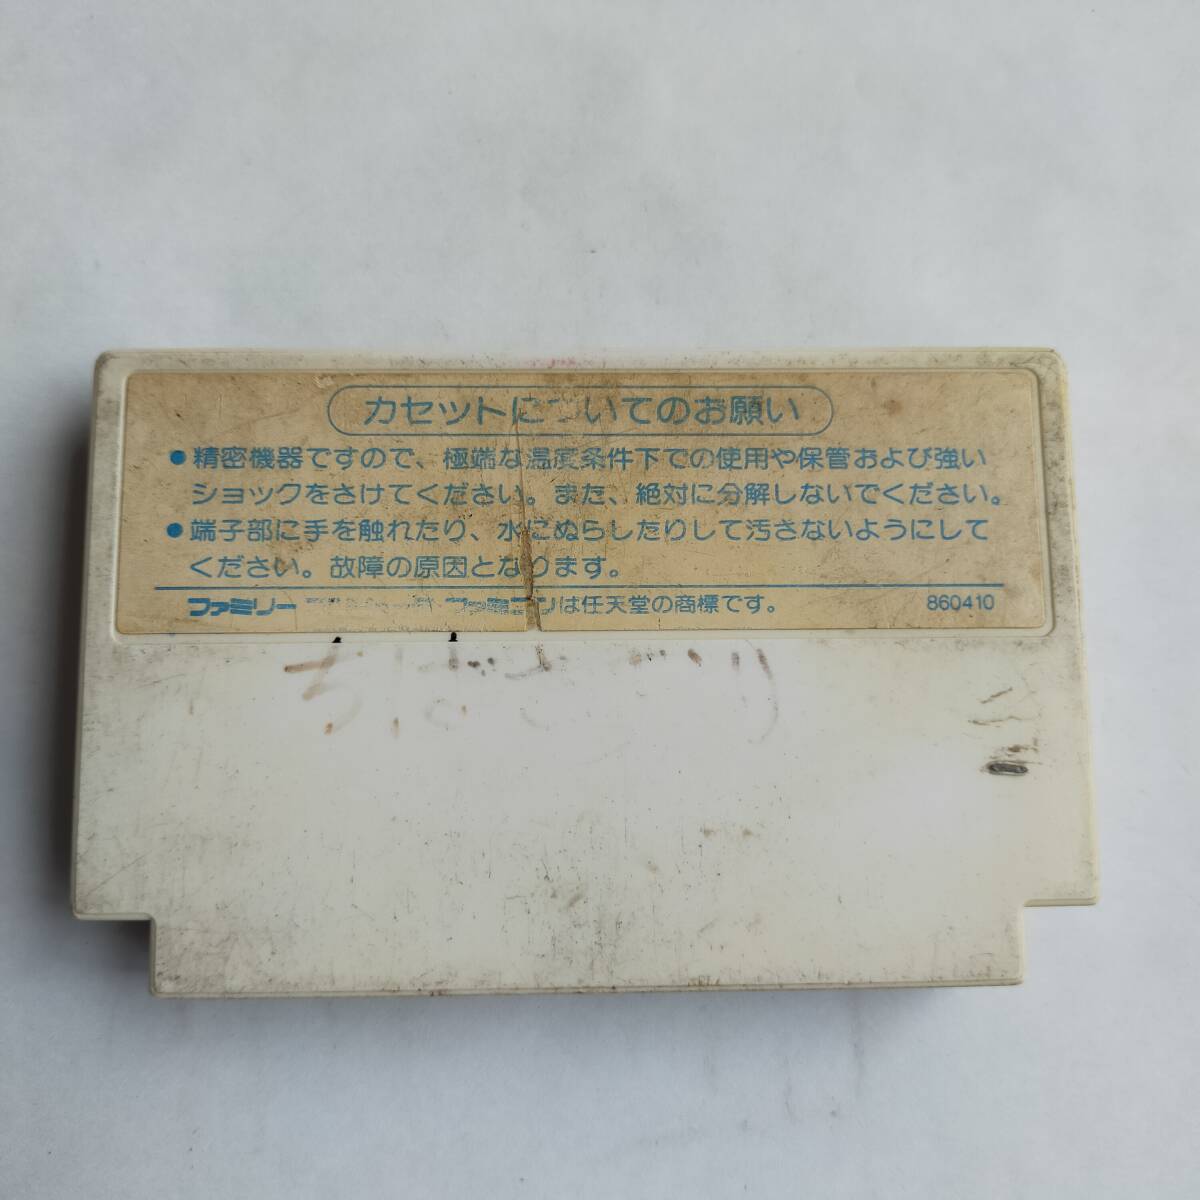 カセットについてのお願い
●精密機器ですので、極端な温度条件下での使用や保管および強い
ショックをさけてください。また、絶対に分解しないでください。
●端子部に手を触れたり、水にぬらしたりして汚さないようにして
ください。故障の原因となります。
ファミリー ファミコンは任天堂の商標です。 860410